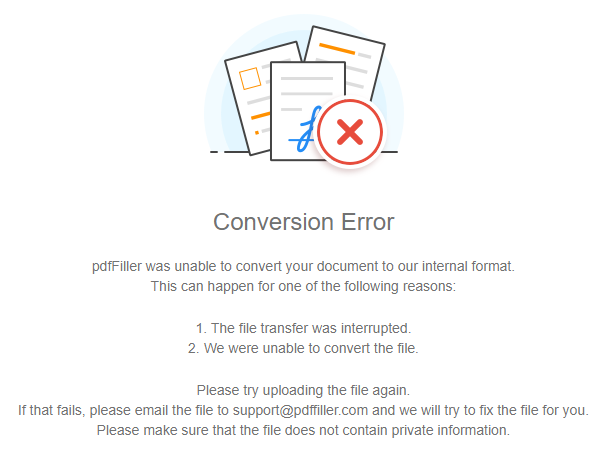 Conversion Error
pdfFiller was unable to convert your document to our internal format.
This can happen for one of the following reasons:
1. The file transfer was interrupted.
2. We were unable to convert the file.
Please try uploading the file again.
If that fails, please email the file to support@pdffiller.com and we will try to fix the file for you.
Please make sure that the file does not contain private information.